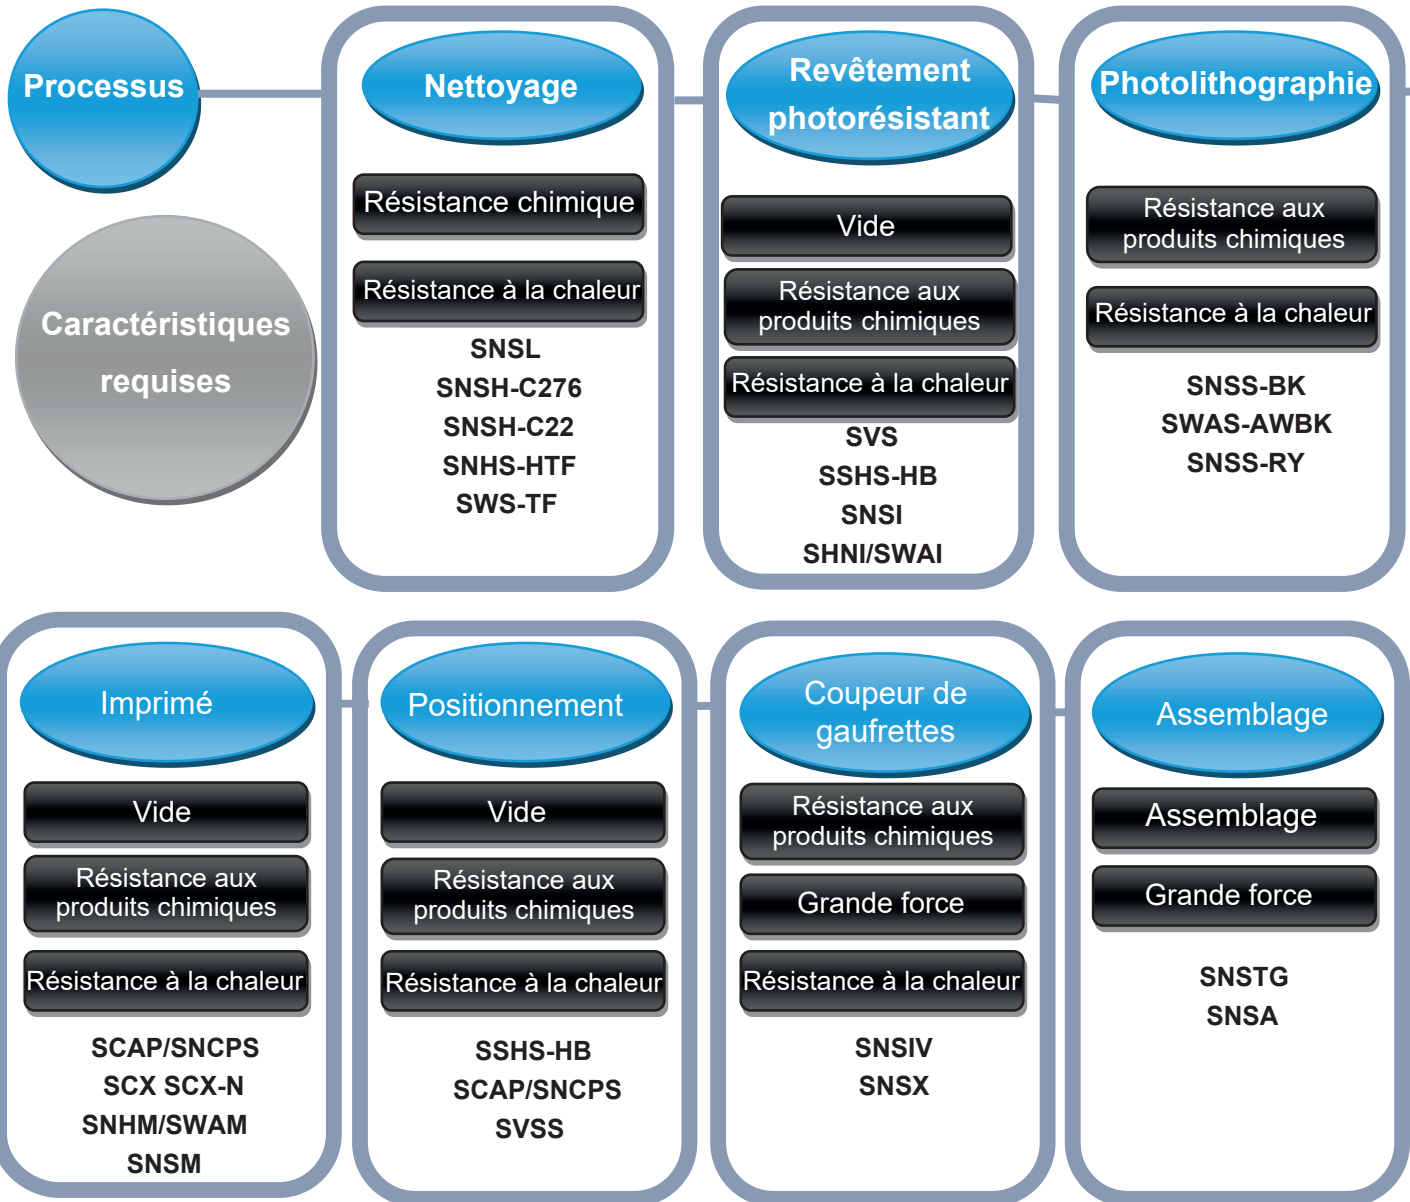 Processus
Caractéristiques
requises
Nettoyage
Résistance chimique
Résistance à la chaleur
SNSL
SNSH-C276
SNSH-C22
SNHS-HTF
SWS-TF
Revêtement
photorésistant
Vide
Résistance aux
produits chimiques
Résistance à la chaleur
SVS
SSHS-HB
SNSI
SHNI/SWAI
Photolithographie
Résistance aux
produits chimiques
Résistance à la chaleur
SNSS-BK
SWAS-AWBK
SNSS-RY
Imprimé
Vide
Résistance aux
produits chimiques
Résistance à la chaleur
SCAP/SNCPS
SCX SCX-N
SNHM/SWAM
SNSM
Positionnement
Vide
Résistance aux
produits chimiques
Résistance à la chaleur
SSHS-HB
SCAP/SNCPS
SVSS
Coupeur de
gaufrettes
Résistance aux
produits chimiques
Grande force
Résistance à la chaleur
SNSIV
SNSX
Assemblage
Assemblage
Grande force
SNSTG
SNSA